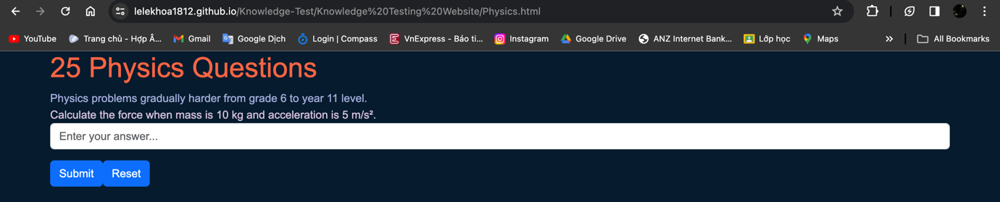 lelekhoa1812.github.io/Knowledge-Test/Knowledge%20Testing%20Website/Physics.html
YouTube Trang chủ - Hợp Â... Gmail Google Dịch Login | Compass VnExpress - Báo ti... Instagram Google Drive ANZ Internet Bank... Lớp học Maps » All Bookmarks
25 Physics Questions
Physics problems gradually harder from grade 6 to year 11 level.
Calculate the force when mass is 10 kg and acceleration is 5 m/s².
Enter your answer...
Submit Reset